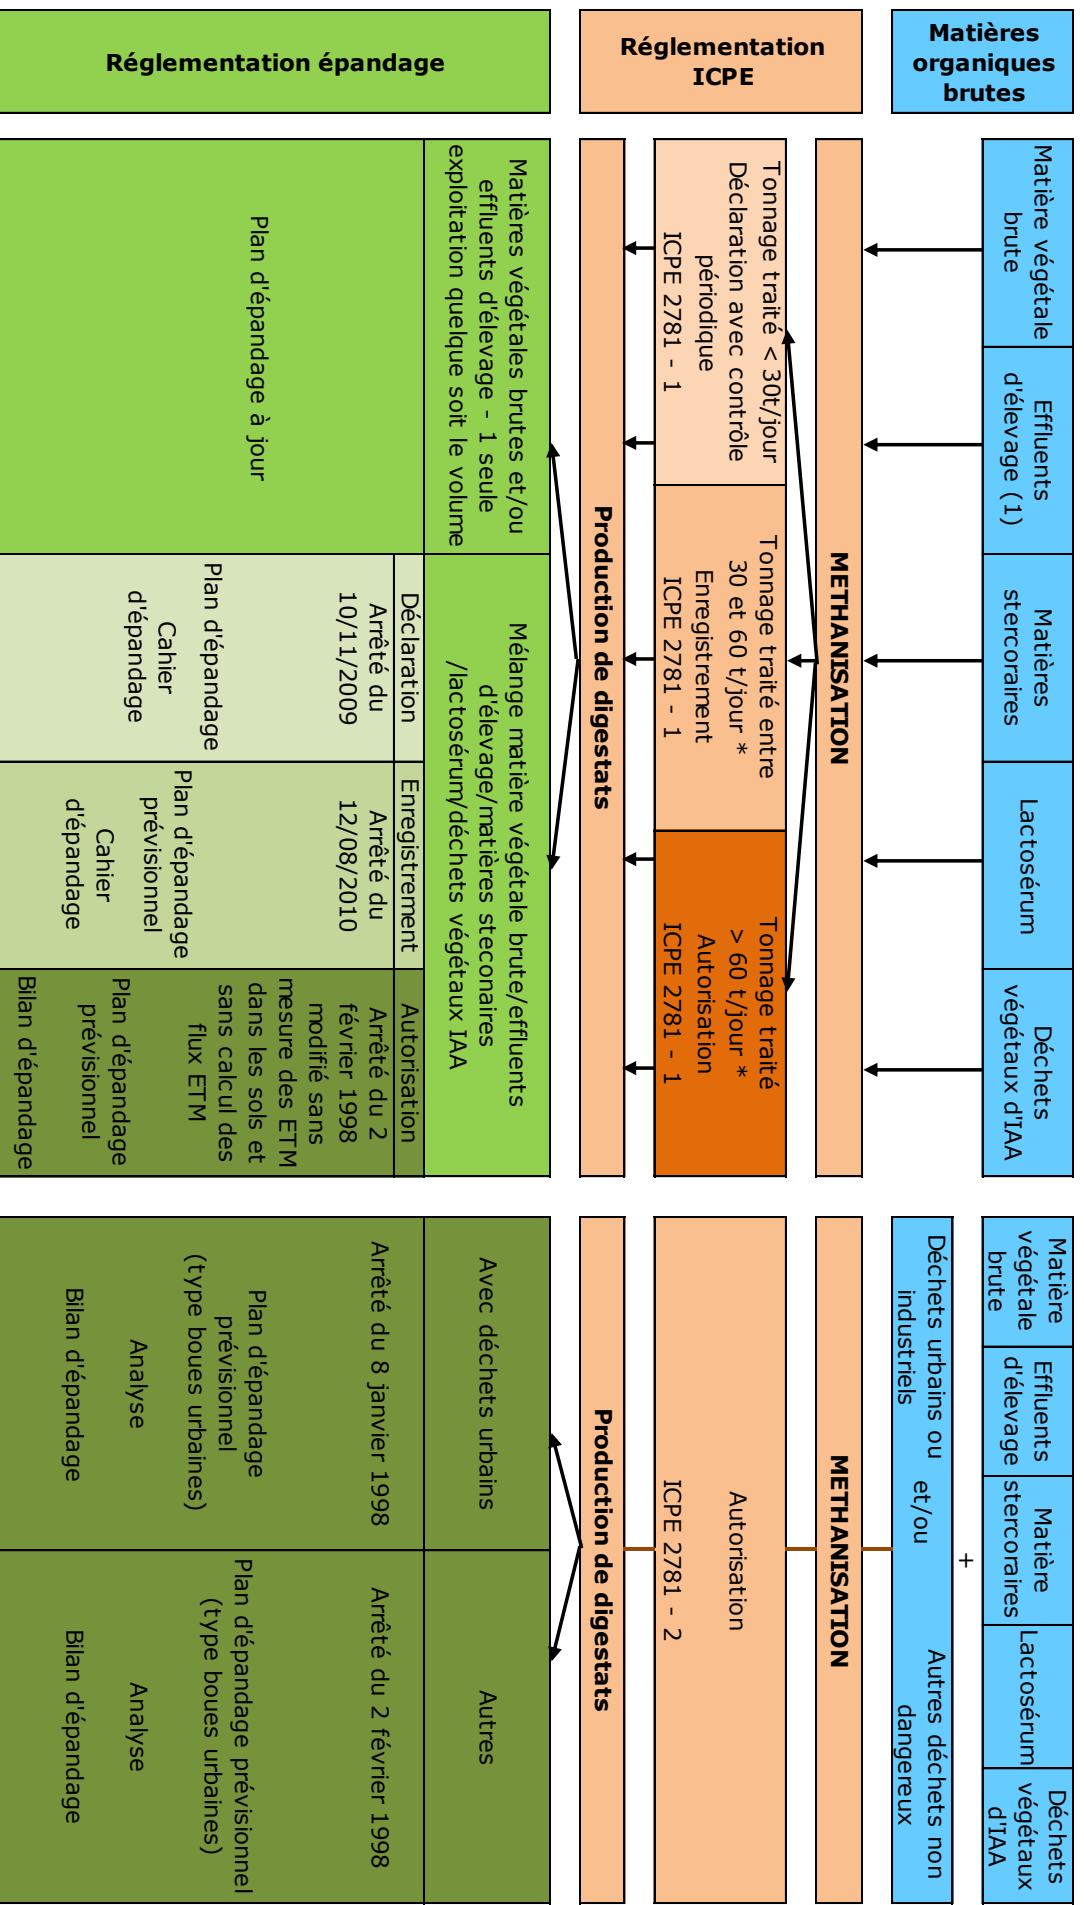 Matières
organiques
brutes
Réglementation
ICPE
Réglementation épandage
Matière végétale
brute
Effluents
d'élevage (1)
Matières
stercoraires
Lactosérum
Déchets
végétaux d'IAA
METHANISATION
Tonnage traité < 30t/jour
Déclaration avec contrôle
périodique
ICPE 2781 - 1
Tonnage traité entre
30 et 60 t/jour *
Enregistrement
ICPE 2781 - 1
Tonnage traité
> 60 t/jour *
Autorisation
ICPE 2781 - 1
Production de digestats
Matières végétales brutes et/ou
effluents d'élevage - 1 seule
exploitation quelque soit le volume
Plan d'épandage à jour
Mélange matière végétale brute/effluents
d'élevage/matières steconaires
/lactosérum/déchets végétaux IAA
Déclaration
Arrêté du
10/11/2009
Plan d'épandage
Cahier
d'épandage
Enregistrement
Arrêté du
12/08/2010
Plan d'épandage
prévisionnel
Cahier
d'épandage
Autorisation
Arrêté du 2
février 1998
modifié sans
mesure des ETM
dans les sols et
sans calcul des
flux ETM
Plan d'épandage
prévisionnel
Bilan d'épandage
Matière
végétale
brute
Effluents
d'élevage
Matière
stercoraires
Lactosérum
Déchets
végétaux
d'IAA
+
Déchets urbains ou
industriels
et/ou
Autres déchets non
dangereux
METHANISATION
Autorisation
ICPE 2781 - 2
Production de digestats
Avec déchets urbains
Arrêté du 8 janvier 1998
Plan d'épandage
prévisionnel
(type boues urbaines)
Analyse
Bilan d'épandage
Autres
Arrêté du 2 février 1998
Plan d'épandage prévisionnel
(type boues urbaines)
Analyse
Bilan d'épandage